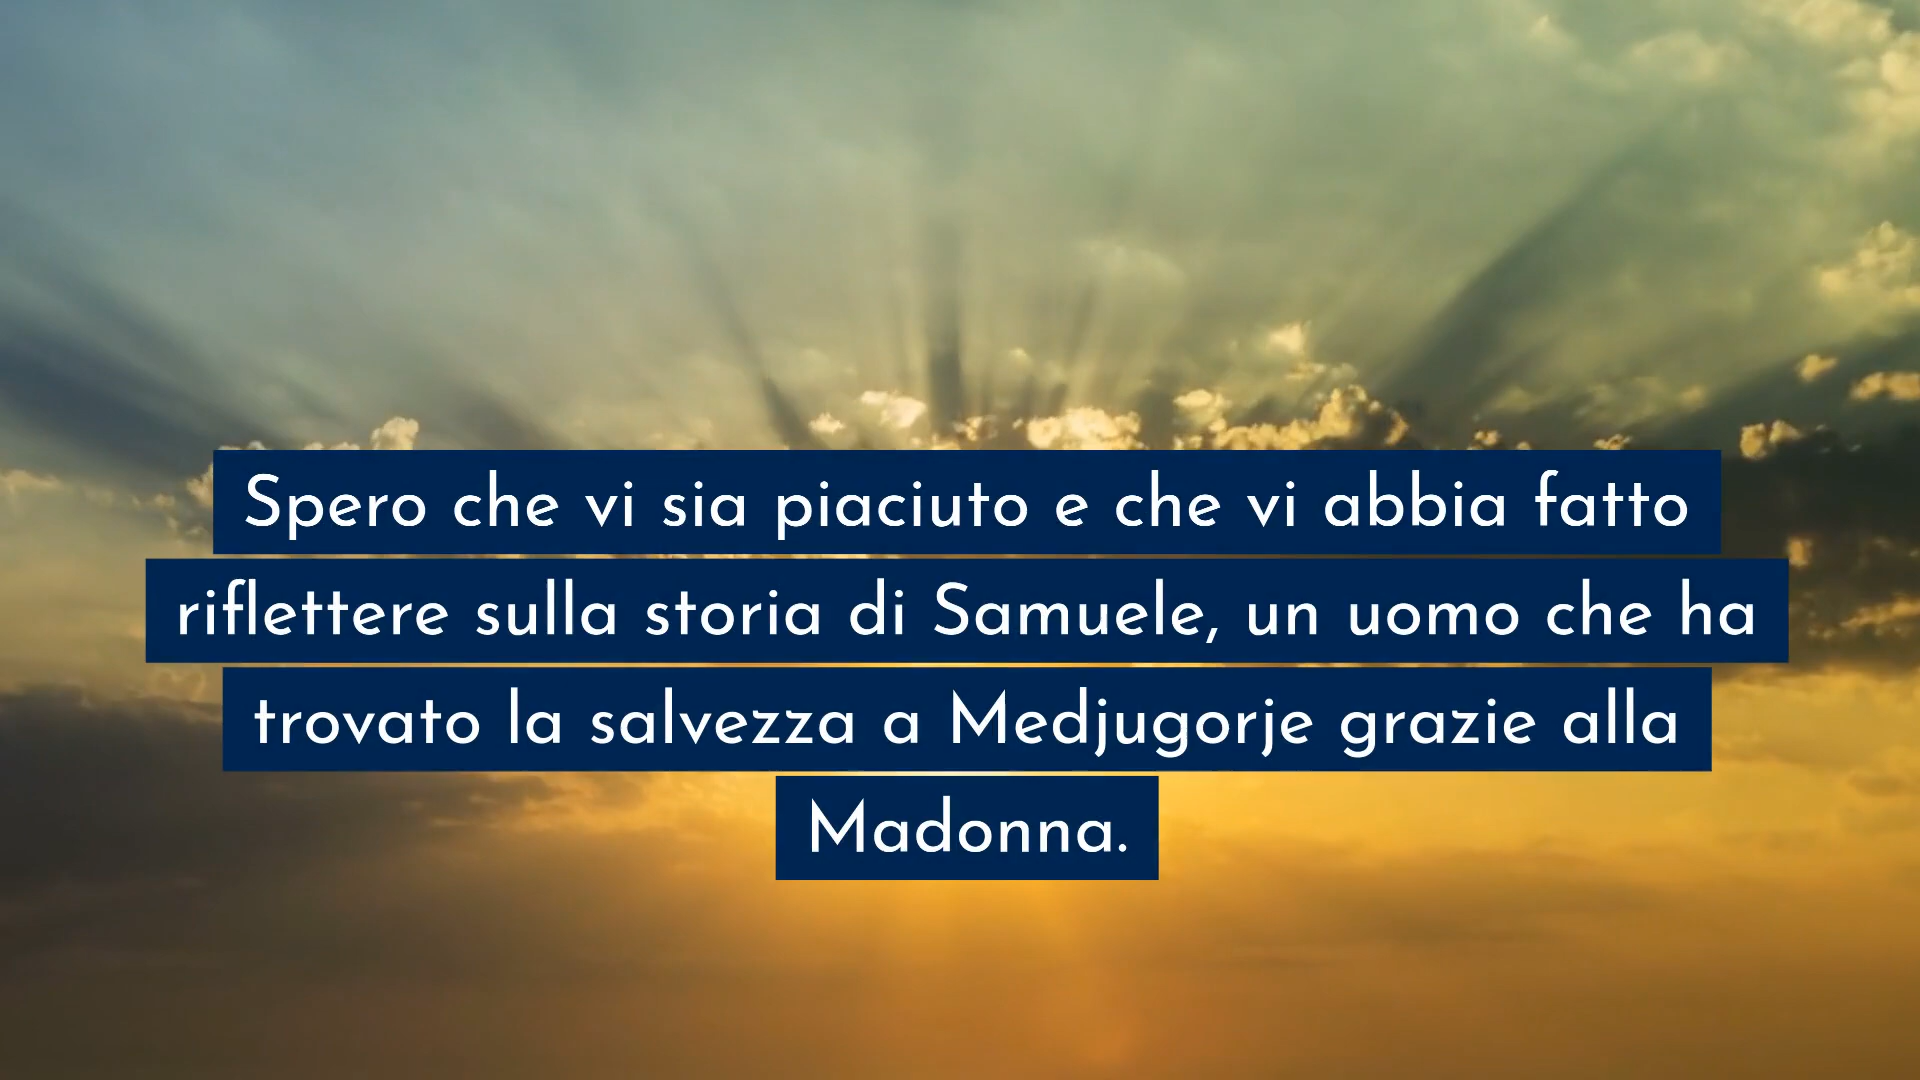 Spero che vi sia piaciuto e che vi abbia fatto
riflettere sulla storia di Samuele, un uomo che ha
trovato la salvezza a Medjugorje grazie alla
Madonna.